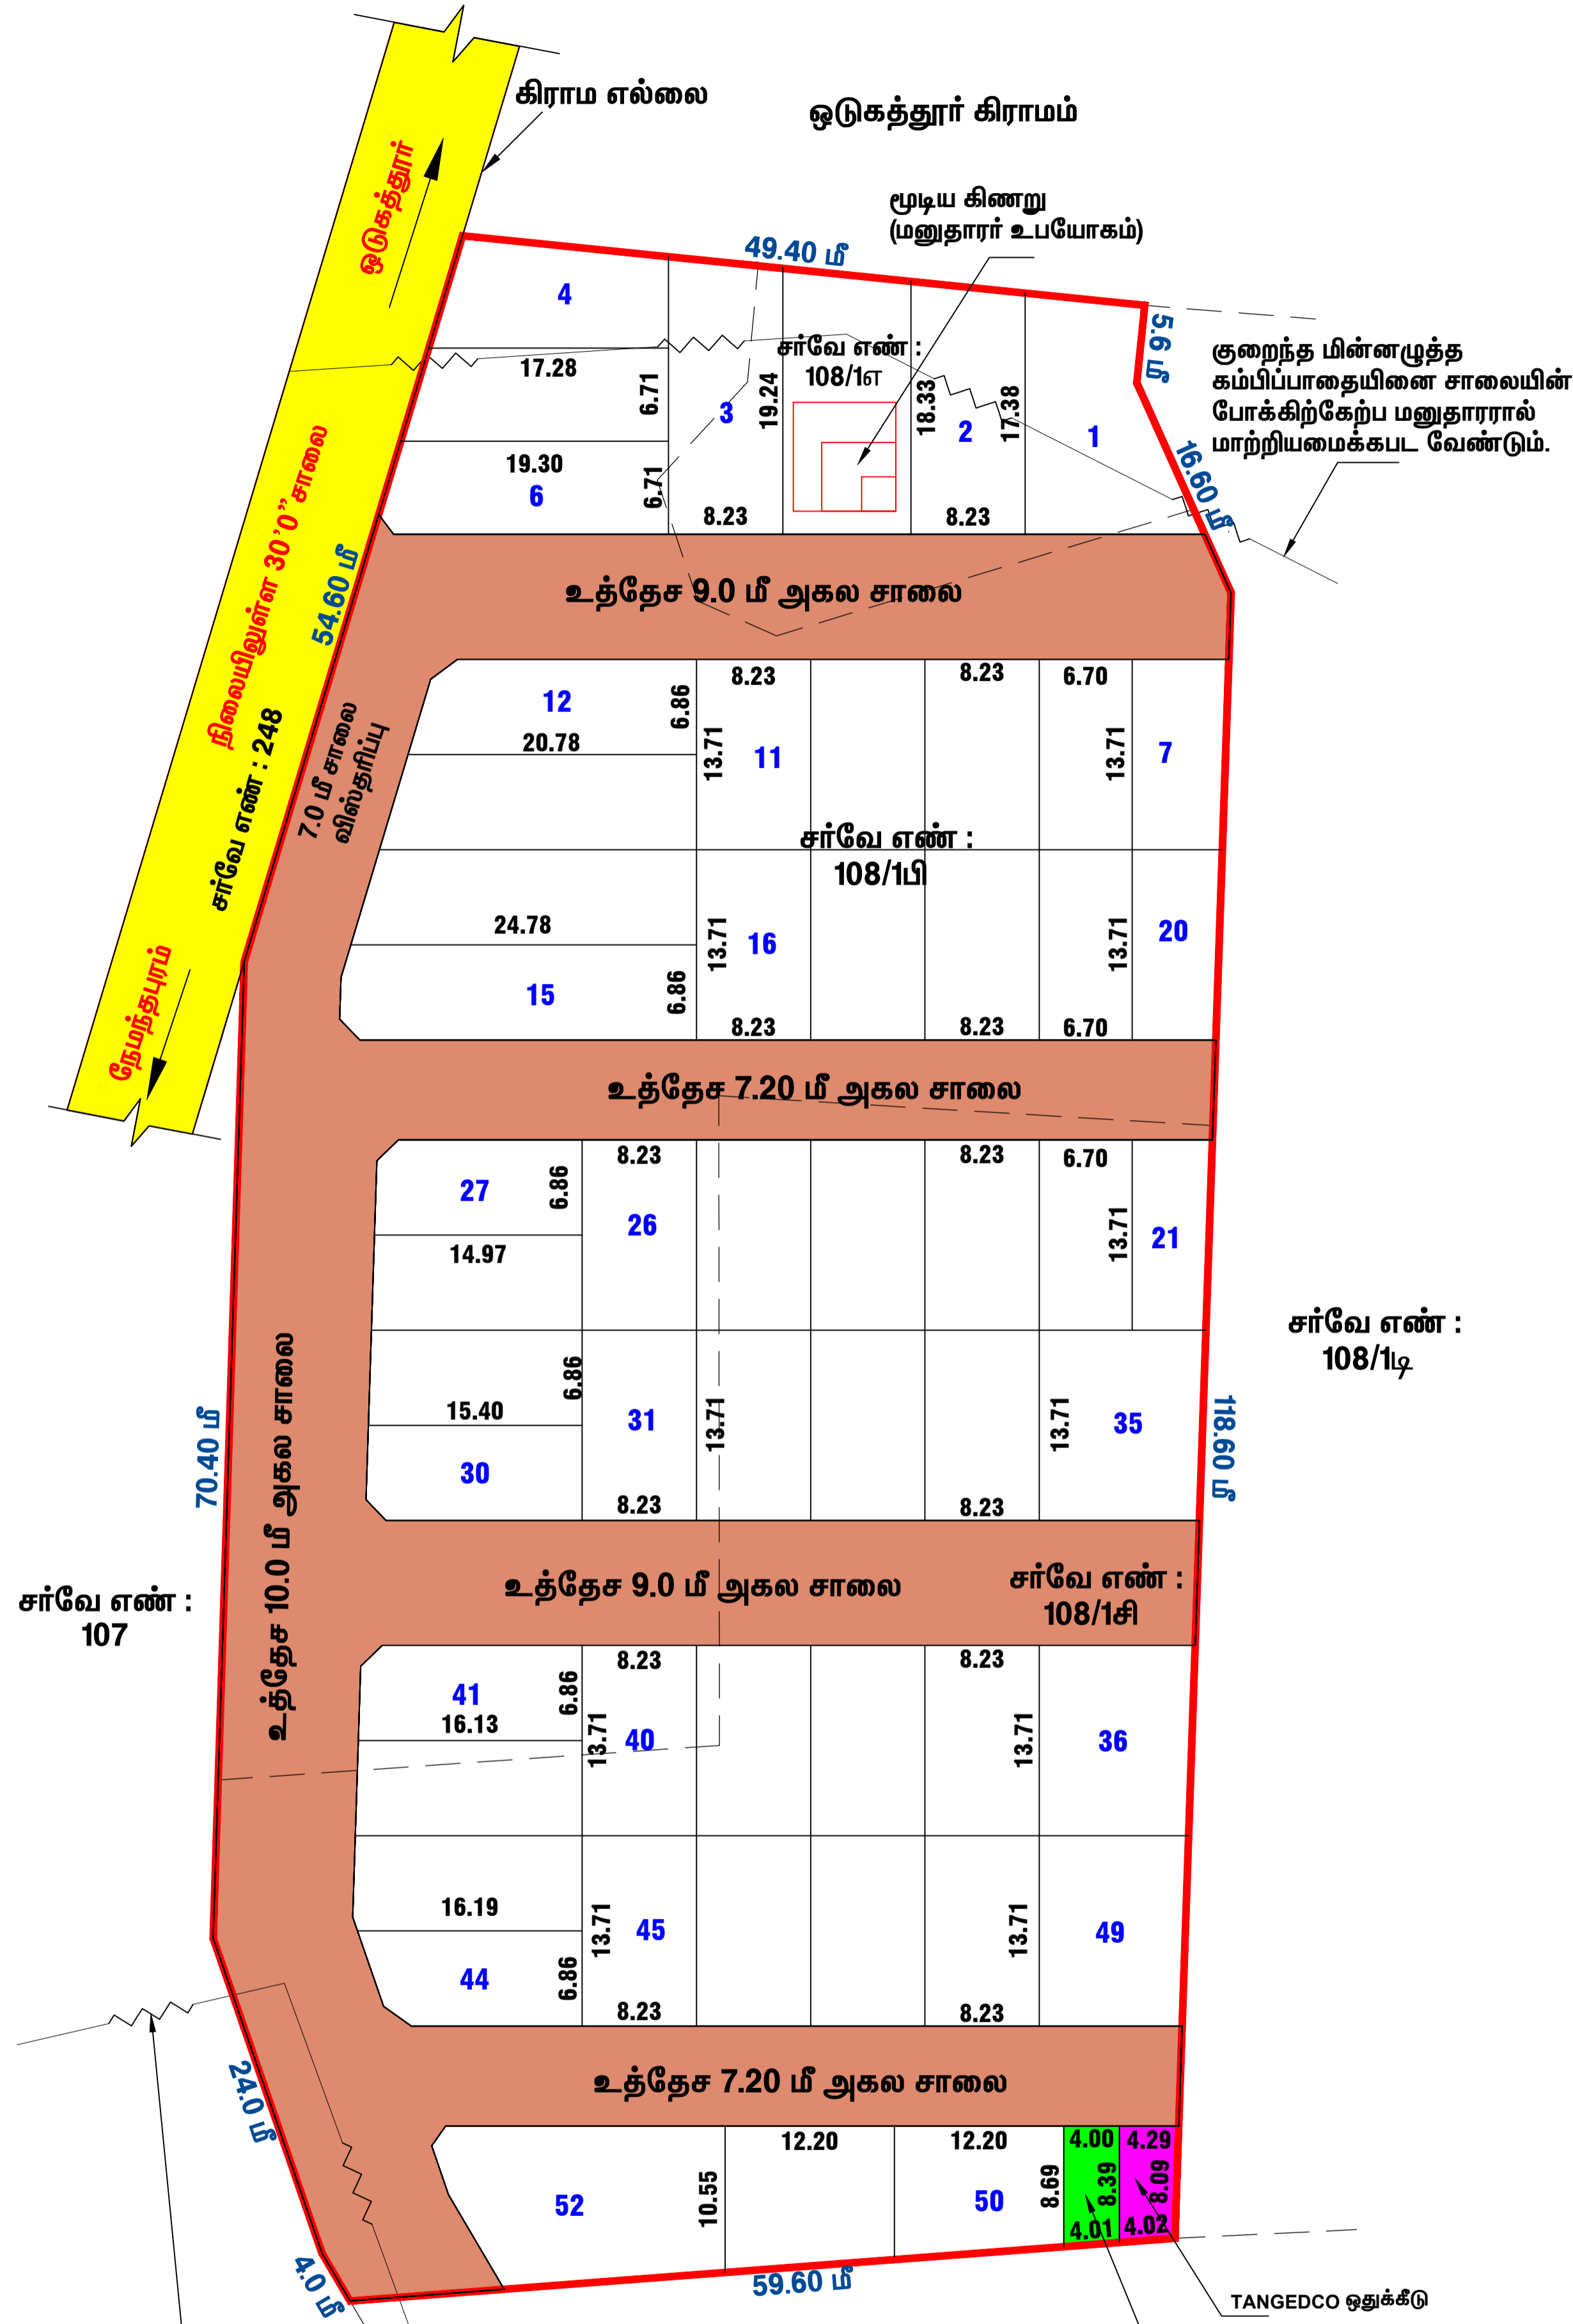 கிராம எல்லை
ஒடுகத்தூர் கிராமம்
ஒடுகத்தூர்
மூடிய கிணறு
(மனுதாரர் உபயோகம்)
49.40 மீ
4
5.6 மீ
சர்வே எண் :
108/1எ
குறைந்த மின்னழுத்த
கம்பிப்பாதையினை சாலையின்
போக்கிற்கேற்ப மனுதாரரால்
மாற்றியமைக்கபட வேண்டும்.
17.28
6.71
3
19.24
18.33
2
17.38
1
16.60 மீ
19.30
6
6.71
8.23
8.23
நிலையிலுள்ள 30'0" சாலை
54.60 மீ
சர்வே எண் : 248
உத்தேச 9.0 மீ அகல சாலை
7.0 மீ சாலை
விஸ்தரிப்பு
12
6.86
8.23
8.23
6.70
20.78
13.71
11
13.71
7
சர்வே எண் :
108/1பி
24.78
13.71
16
13.71
20
15
6.86
8.23
8.23
6.70
நேமந்தபுரம்
உத்தேச 7.20 மீ அகல சாலை
27
6.86
8.23
8.23
6.70
26
13.71
21
14.97
சர்வே எண் :
108/1டி
6.86
15.40
31
13.71
13.71
35
118.60 மீ
30
8.23
8.23
70.40 மீ
உத்தேச 10.0 மீ அகல சாலை
உத்தேச 9.0 மீ அகல சாலை
சர்வே எண் :
108/1சி
சர்வே எண் :
107
41
6.86
8.23
8.23
16.13
13.71
40
13.71
36
16.19
13.71
45
13.71
49
44
6.86
8.23
8.23
24.0 மீ
உத்தேச 7.20 மீ அகல சாலை
12.20
12.20
4.00
4.29
52
10.55
50
8.69
8.39
8.09
4.01
4.02
4.0 மீ
59.60 மீ
TANGEDCO ஒதுக்கீடு